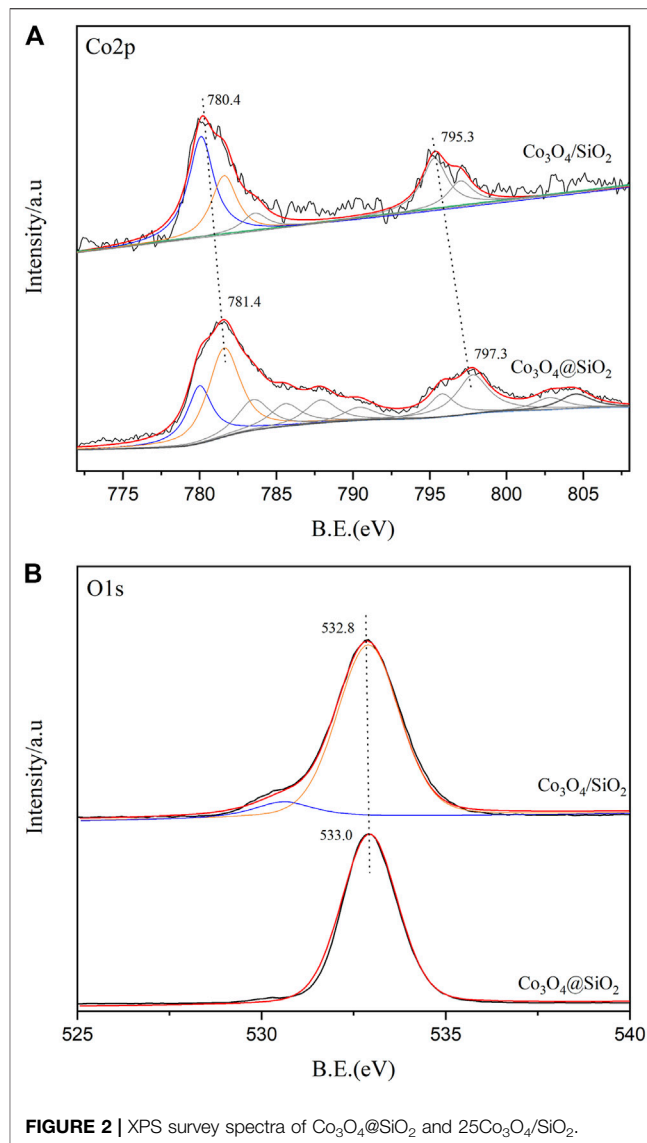 A
Co2p
780.4
795.3
Co₃O₄/SiO₂
781.4
797.3
Co₃O₄@SiO₂
Intensity/a.u
775 780 785 790 795 800 805
B.E.(eV)
B
O1s
532.8
Co₃O₄/SiO₂
533.0
Co₃O₄@SiO₂
Intensity/a.u
525 530 535 540
B.E.(eV)
FIGURE 2 | XPS survey spectra of Co₃O₄@SiO₂ and 25Co₃O₄/SiO₂.